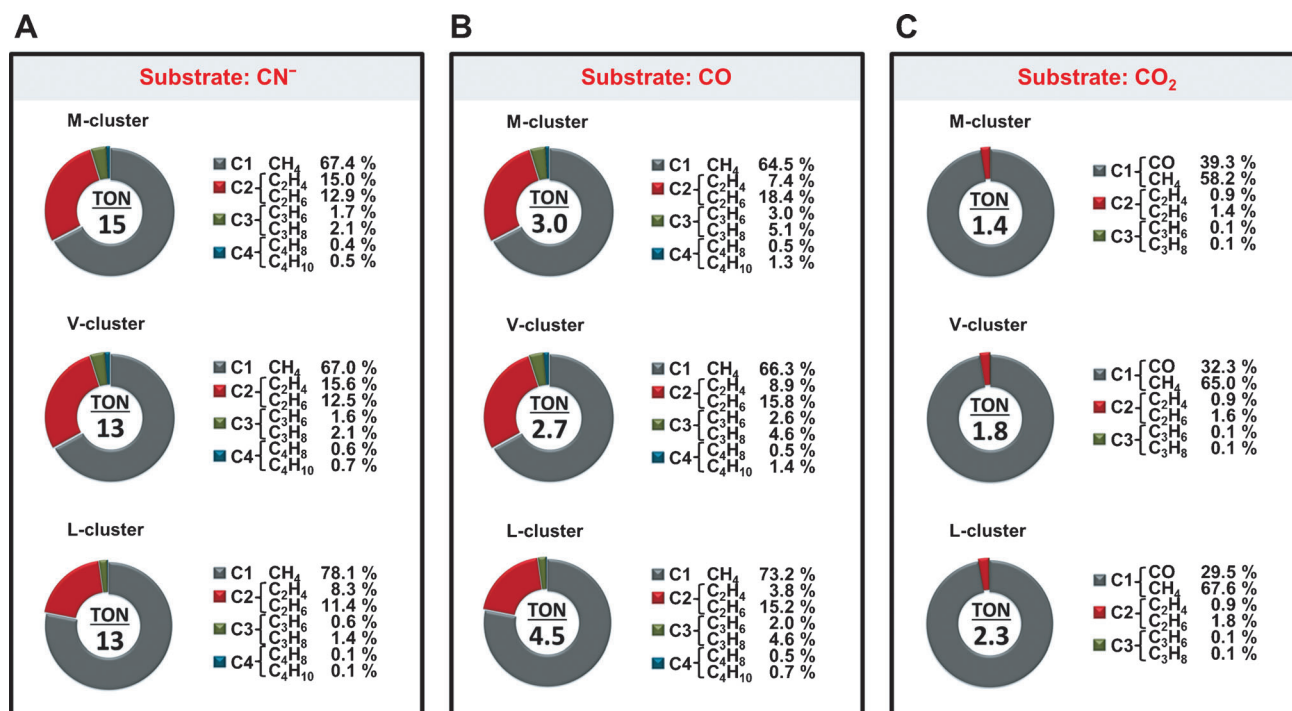 A
Substrate: CN⁻
M-cluster
TON
15
C1 CH₄ 67.4 %
C2 C₂H₄ 15.0 %
C₂H₆ 12.9 %
C3 C₃H₆ 1.7 %
C₃H₈ 2.1 %
C4 C₄H₈ 0.4 %
C₄H₁₀ 0.5 %
V-cluster
TON
13
C1 CH₄ 67.0 %
C2 C₂H₄ 15.6 %
C₂H₆ 12.5 %
C3 C₃H₆ 1.6 %
C₃H₈ 2.1 %
C4 C₄H₈ 0.6 %
C₄H₁₀ 0.7 %
L-cluster
TON
13
C1 CH₄ 78.1 %
C2 C₂H₄ 8.3 %
C₂H₆ 11.4 %
C3 C₃H₆ 0.6 %
C₃H₈ 1.4 %
C4 C₄H₈ 0.1 %
C₄H₁₀ 0.1 %
B
Substrate: CO
M-cluster
TON
3.0
C1 CH₄ 64.5 %
C2 C₂H₄ 7.4 %
C₂H₆ 18.4 %
C3 C₃H₆ 3.0 %
C₃H₈ 5.1 %
C4 C₄H₈ 0.5 %
C₄H₁₀ 1.3 %
V-cluster
TON
2.7
C1 CH₄ 66.3 %
C2 C₂H₄ 8.9 %
C₂H₆ 15.8 %
C3 C₃H₆ 2.6 %
C₃H₈ 4.6 %
C4 C₄H₈ 0.5 %
C₄H₁₀ 1.4 %
L-cluster
TON
4.5
C1 CH₄ 73.2 %
C2 C₂H₄ 3.8 %
C₂H₆ 15.2 %
C3 C₃H₆ 2.0 %
C₃H₈ 4.6 %
C4 C₄H₈ 0.5 %
C₄H₁₀ 0.7 %
C
Substrate: CO₂
M-cluster
TON
1.4
C1 CO 39.3 %
CH₄ 58.2 %
C2 C₂H₄ 0.9 %
C₂H₆ 1.4 %
C3 C₃H₆ 0.1 %
C₃H₈ 0.1 %
V-cluster
TON
1.8
C1 CO 32.3 %
CH₄ 65.0 %
C2 C₂H₄ 0.9 %
C₂H₆ 1.6 %
C3 C₃H₆ 0.1 %
C₃H₈ 0.1 %
L-cluster
TON
2.3
C1 CO 29.5 %
CH₄ 67.6 %
C2 C₂H₄ 0.9 %
C₂H₆ 1.8 %
C3 C₃H₆ 0.1 %
C₃H₈ 0.1 %